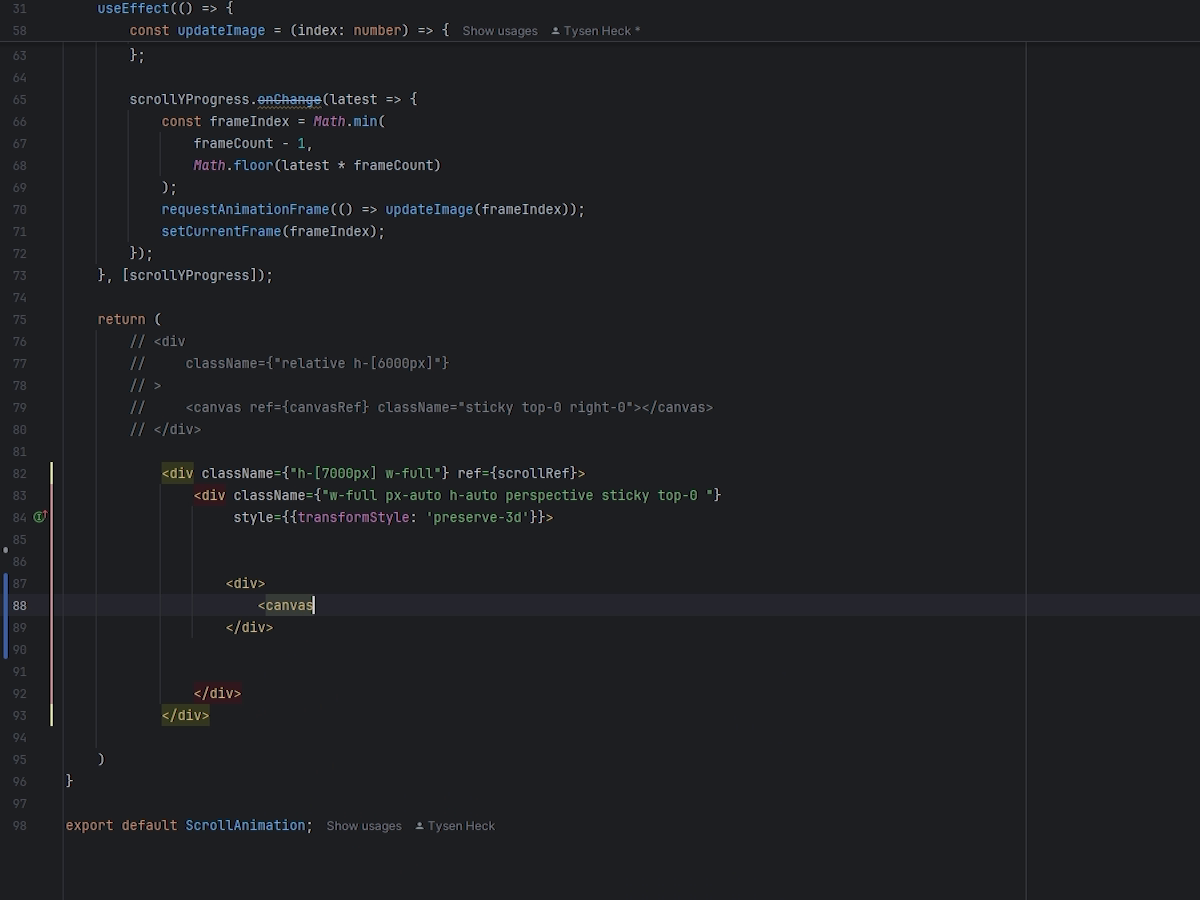 31 useEffect(() => {
58 const updateImage = (index: number) => { Show usages Tysen Heck *
63 };
64
65 scrollYProgress.onChange(latest => {
66 const frameIndex = Math.min(
67 frameCount - 1,
68 Math.floor(latest * frameCount)
69 );
70 requestAnimationFrame(() => updateImage(frameIndex));
71 setCurrentFrame(frameIndex);
72 });
73 }, [scrollYProgress]);
74
75 return (
76 // <div
77 // className={"relative h-[6000px]"}
78 // >
79 // <canvas ref={canvasRef} className="sticky top-0 right-0"></canvas>
80 // </div>
81
82 <div className={"h-[7000px] w-full"} ref={scrollRef}>
83 <div className={"w-full px-auto h-auto perspective sticky top-0 "}
84 style={{transformStyle: 'preserve-3d'}}>
85
86
87 <div>
88 <canvas
89 </div>
90
91
92 </div>
93 </div>
94
95 )
96 }
97
98 export default ScrollAnimation; Show usages Tysen Heck